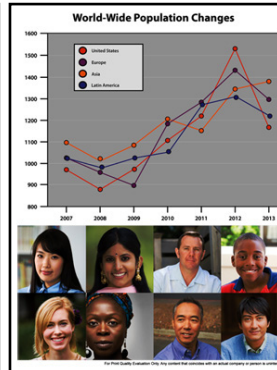 World-Wide Population Changes
1600
1400
1300
1200
1100
1000
900
800
United States
Europe
Asia
Latin America
2007
2008
2009
2010
2011
2012
2013
For Print Quality Evaluation Only. Any content that coincides with an actual company or person is